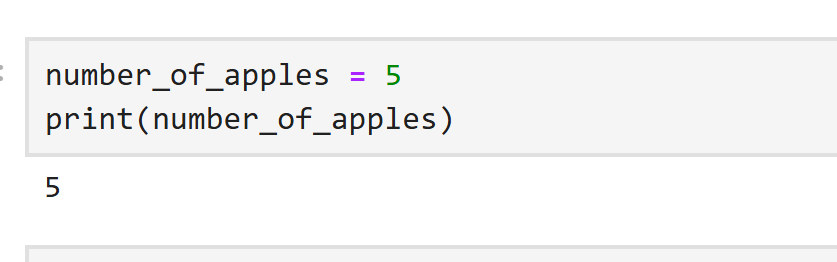 number_of_apples = 5
print(number_of_apples)
5